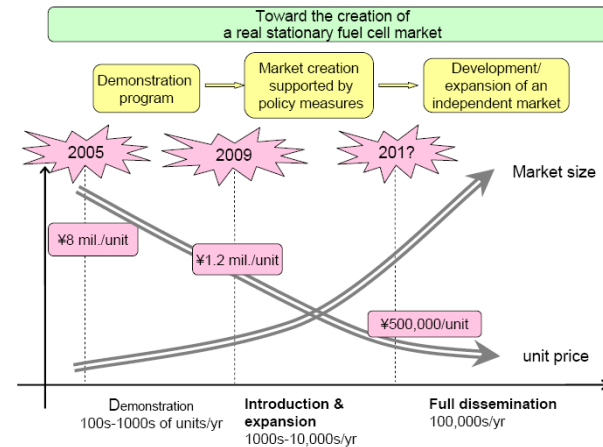 Toward the creation of
a real stationary fuel cell market
Demonstration
program
Market creation
supported by
policy measures
Development/
expansion of an
independent market
2005
2009
201?
Market size
¥8 mil./unit
¥1.2 mil./unit
¥500,000/unit
unit price
Demonstration
100s-1000s of units/yr
Introduction &
expansion
1000s-10,000s/yr
Full dissemination
100,000s/yr